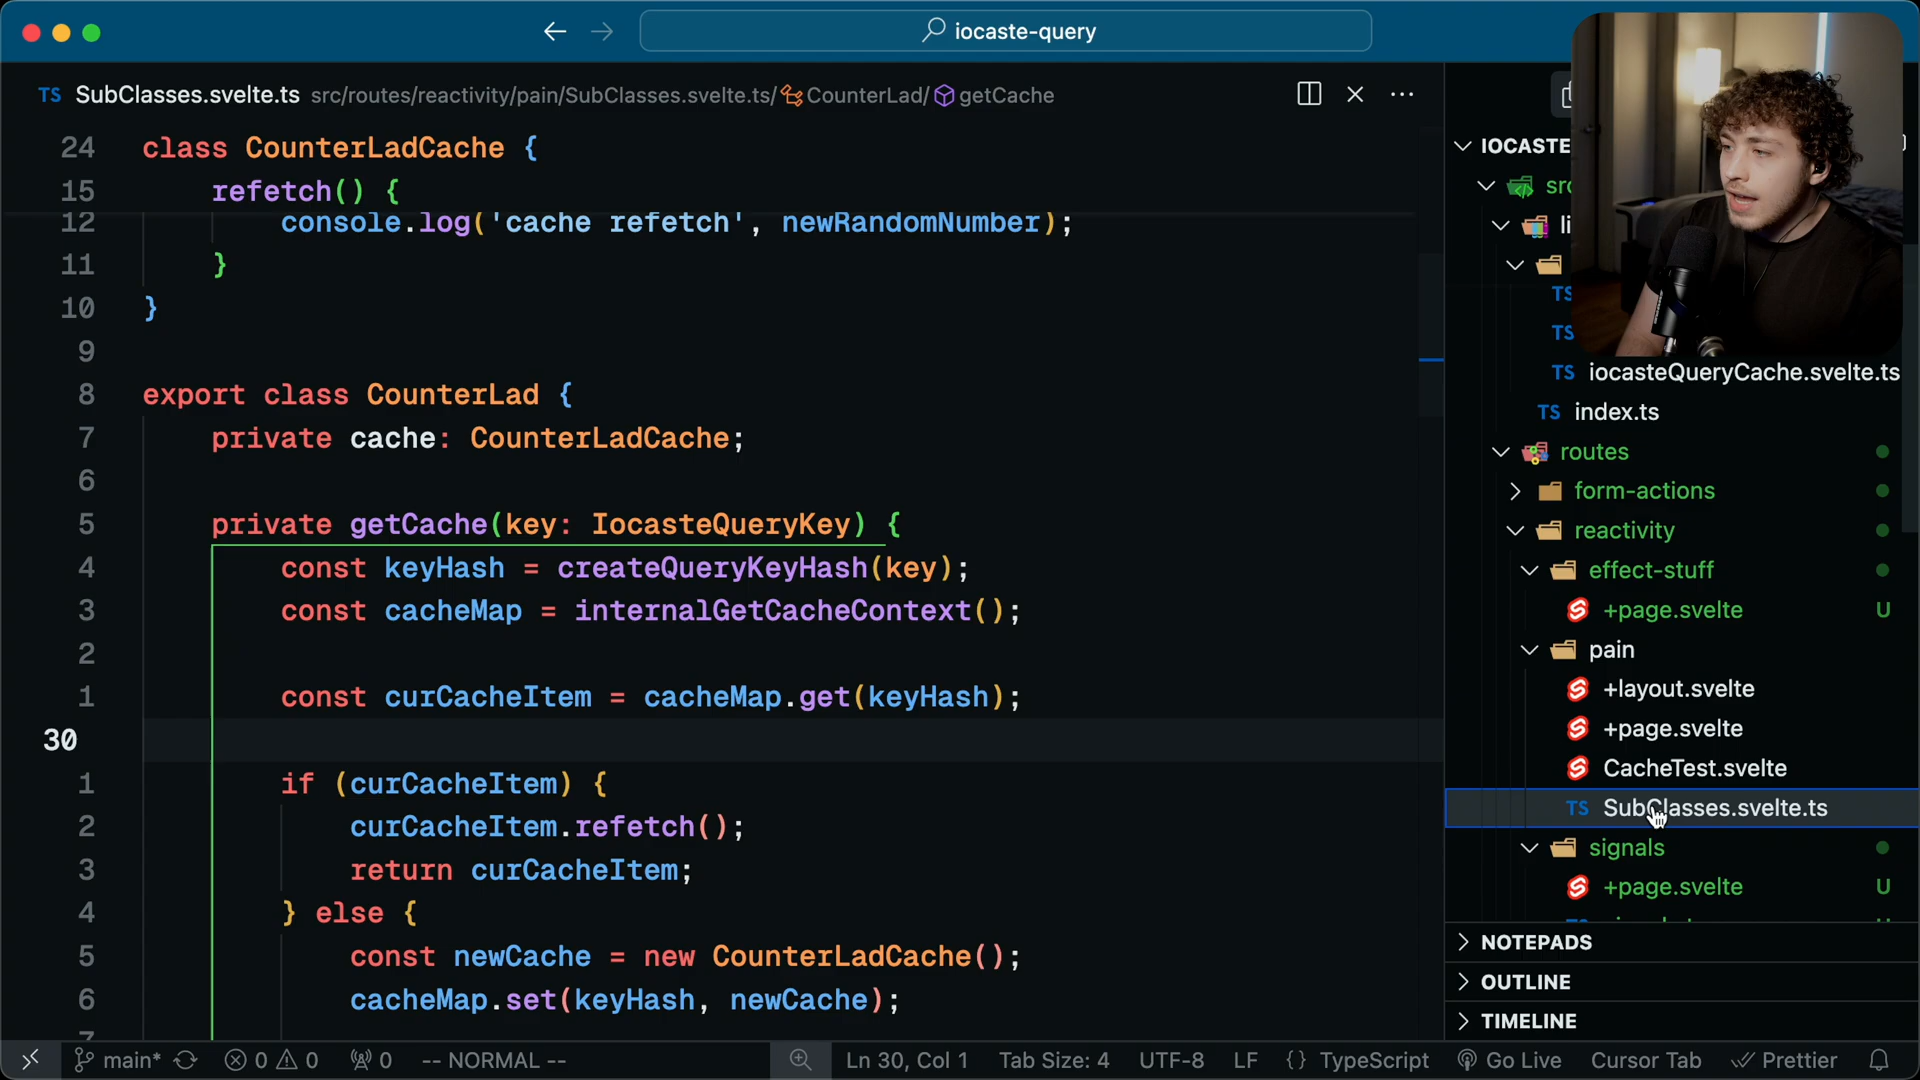 iocaste-query
TS SubClasses.svelte.ts src/routes/reactivity/pain/SubClasses.svelte.ts/ CounterLad/ getCache
24 class CounterLadCache {
15 refetch() {
12 console.log('cache refetch', newRandomNumber);
11 }
10 }
9
8 export class CounterLad {
7 private cache: CounterLadCache;
6
5 private getCache(key: IocasteQueryKey) {
4 const keyHash = createQueryKeyHash(key);
3 const cacheMap = internalGetCacheContext();
2
1 const curCacheItem = cacheMap.get(keyHash);
30
1 if (curCacheItem) {
2 curCacheItem.refetch();
3 return curCacheItem;
4 } else {
5 const newCache = new CounterLadCache();
6 cacheMap.set(keyHash, newCache);
IOCASTE
TS
TS
TS iocasteQueryCache.svelte.ts
TS index.ts
routes
form-actions
reactivity
effect-stuff
+page.svelte U
pain
+layout.svelte
+page.svelte
CacheTest.svelte
TS SubClasses.svelte.ts
signals
+page.svelte U
NOTEPADS
OUTLINE
TIMELINE
main* 0 0 0 -- NORMAL -- Ln 30, Col 1 Tab Size: 4 UTF-8 LF {} TypeScript Go Live Cursor Tab Prettier